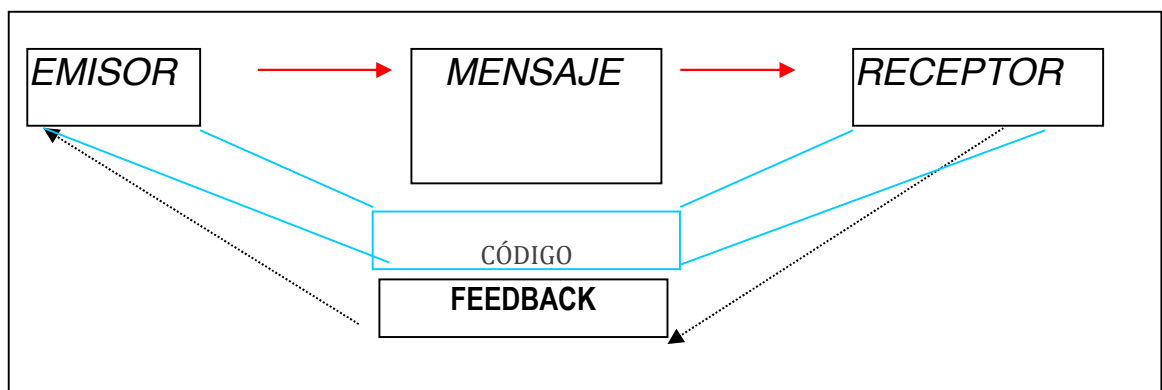 EMISOR
MENSAJE
RECEPTOR
CÓDIGO
FEEDBACK